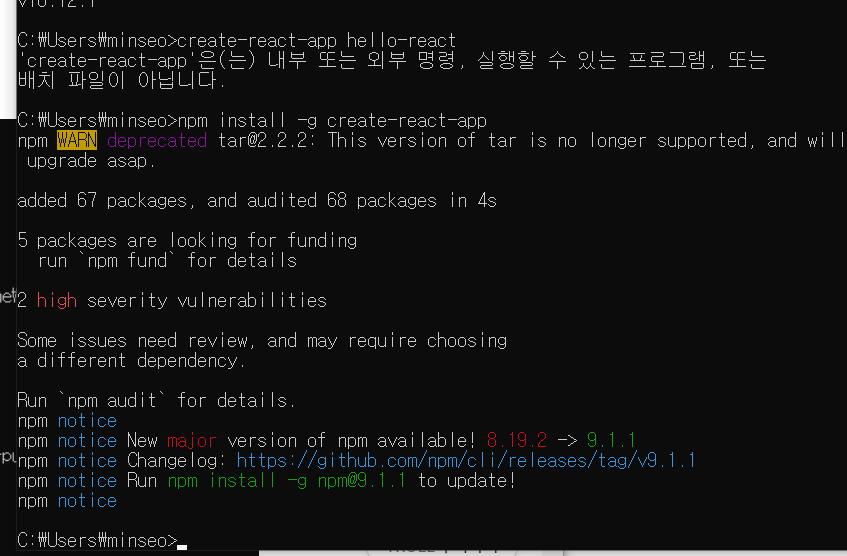 C:₩Users₩minseo>create-react-app hello-react
'create-react-app'은(는) 내부 또는 외부 명령, 실행할 수 있는 프로그램, 또는
배치 파일이 아닙니다.
C:₩Users₩minseo>npm install -g create-react-app
npm WARN deprecated tar@2.2.2: This version of tar is no longer supported, and will
upgrade asap.
added 67 packages, and audited 68 packages in 4s
5 packages are looking for funding
run `npm fund` for details
2 high severity vulnerabilities
Some issues need review, and may require choosing
a different dependency.
Run `npm audit` for details.
npm notice
npm notice New major version of npm available! 8.19.2 -> 9.1.1
npm notice Changelog: https://github.com/npm/cli/releases/tag/v9.1.1
npm notice Run npm install -g npm@9.1.1 to update!
npm notice
C:₩Users₩minseo>